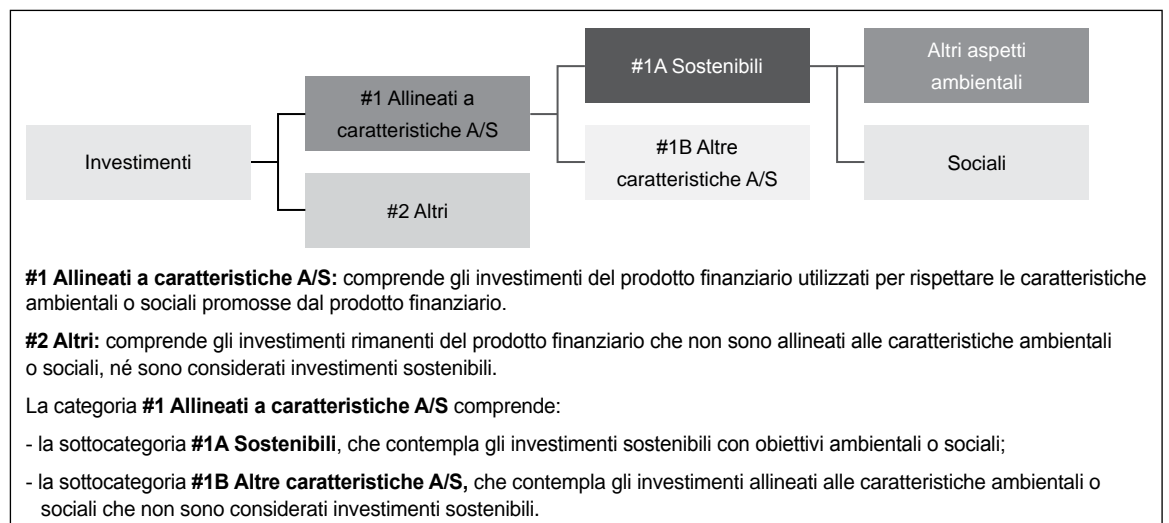 Investimenti
#1 Allineati a
caratteristiche A/S
#2 Altri
#1A Sostenibili
#1B Altre
caratteristiche A/S
Altri aspetti
ambientali
Sociali
#1 Allineati a caratteristiche A/S: comprende gli investimenti del prodotto finanziario utilizzati per rispettare le caratteristiche
ambientali o sociali promosse dal prodotto finanziario.
#2 Altri: comprende gli investimenti rimanenti del prodotto finanziario che non sono allineati alle caratteristiche ambientali
o sociali, né sono considerati investimenti sostenibili.
La categoria #1 Allineati a caratteristiche A/S comprende:
- la sottocategoria #1A Sostenibili, che contempla gli investimenti sostenibili con obiettivi ambientali o sociali;
- la sottocategoria #1B Altre caratteristiche A/S, che contempla gli investimenti allineati alle caratteristiche ambientali o
sociali che non sono considerati investimenti sostenibili.